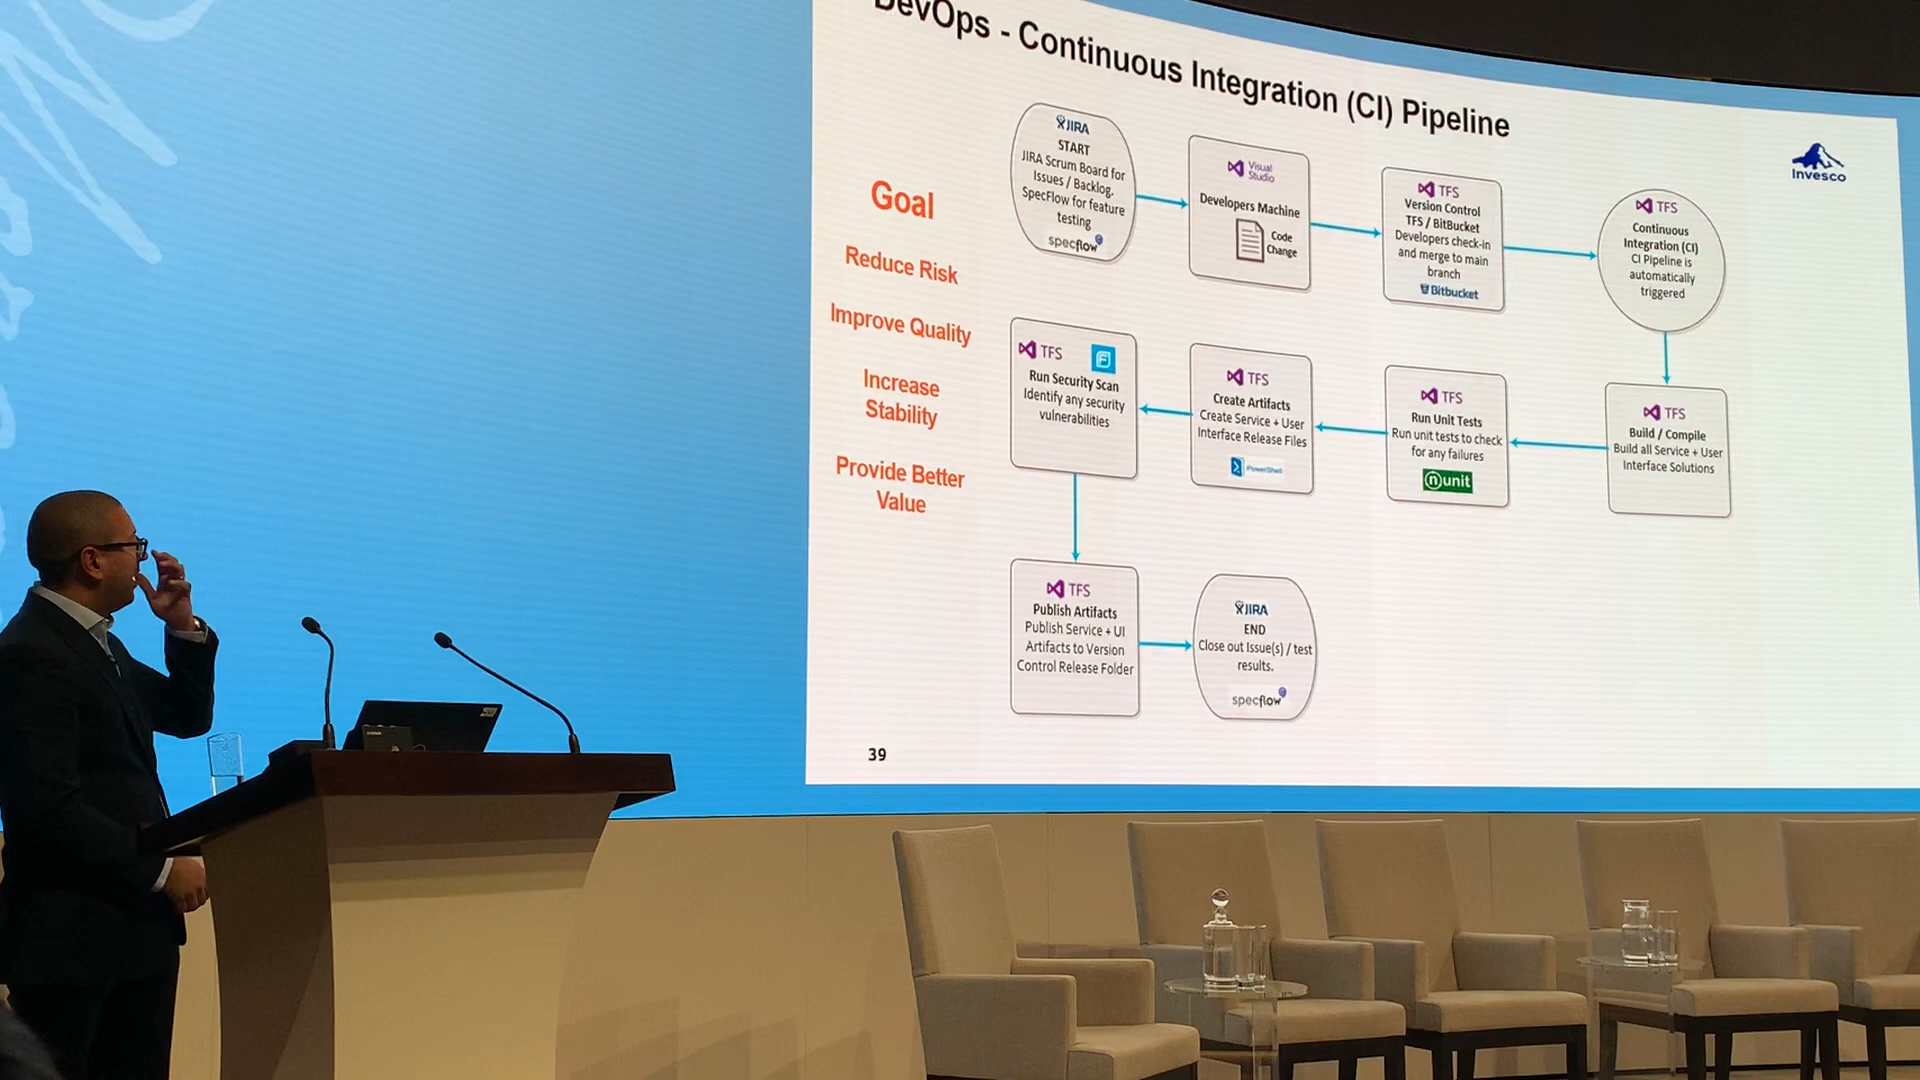 DevOps - Continuous Integration (CI) Pipeline
Invesco
Goal
Reduce Risk
Improve Quality
Increase
Stability
Provide Better
Value
JIRA
START
JIRA Scrum Board for
Issues / Backlog.
SpecFlow for feature
testing
specflow
Visual
Studio
Developers Machine
Code
Change
TFS
Version Control
TFS / BitBucket
Developers check-in
and merge to main
branch
Bitbucket
TFS
Continuous
Integration (CI)
CI Pipeline is
automatically
triggered
TFS
Build / Compile
Build all Service + User
Interface Solutions
TFS
Run Unit Tests
Run unit tests to check
for any failures
nunit
TFS
Create Artifacts
Create Service + User
Interface Release Files
PowerShell
TFS
Run Security Scan
Identify any security
vulnerabilities
TFS
Publish Artifacts
Publish Service + UI
Artifacts to Version
Control Release Folder
JIRA
END
Close out Issue(s) / test
results.
specflow
39